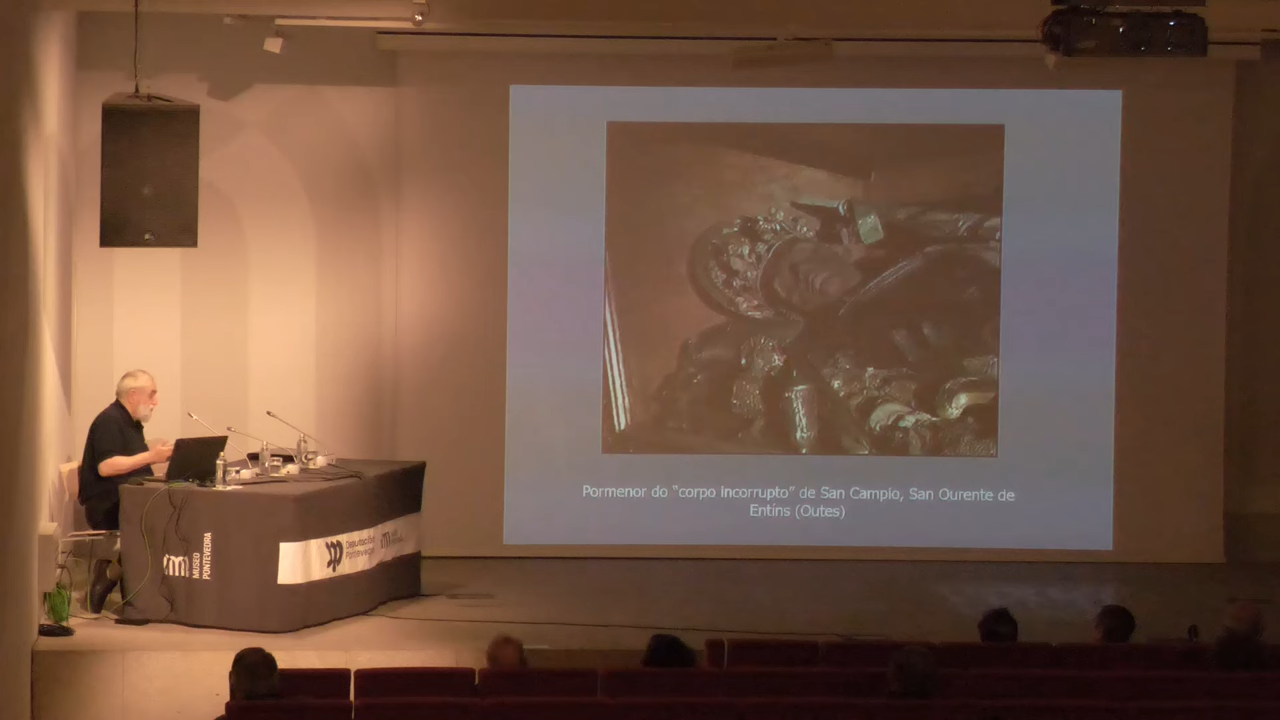 Pormenor do "corpo incorrupto" de San Campio, San Ourente de
Entíns (Outes)
MUSEO
PONTEVEDRA
Deputación
Pontevedra